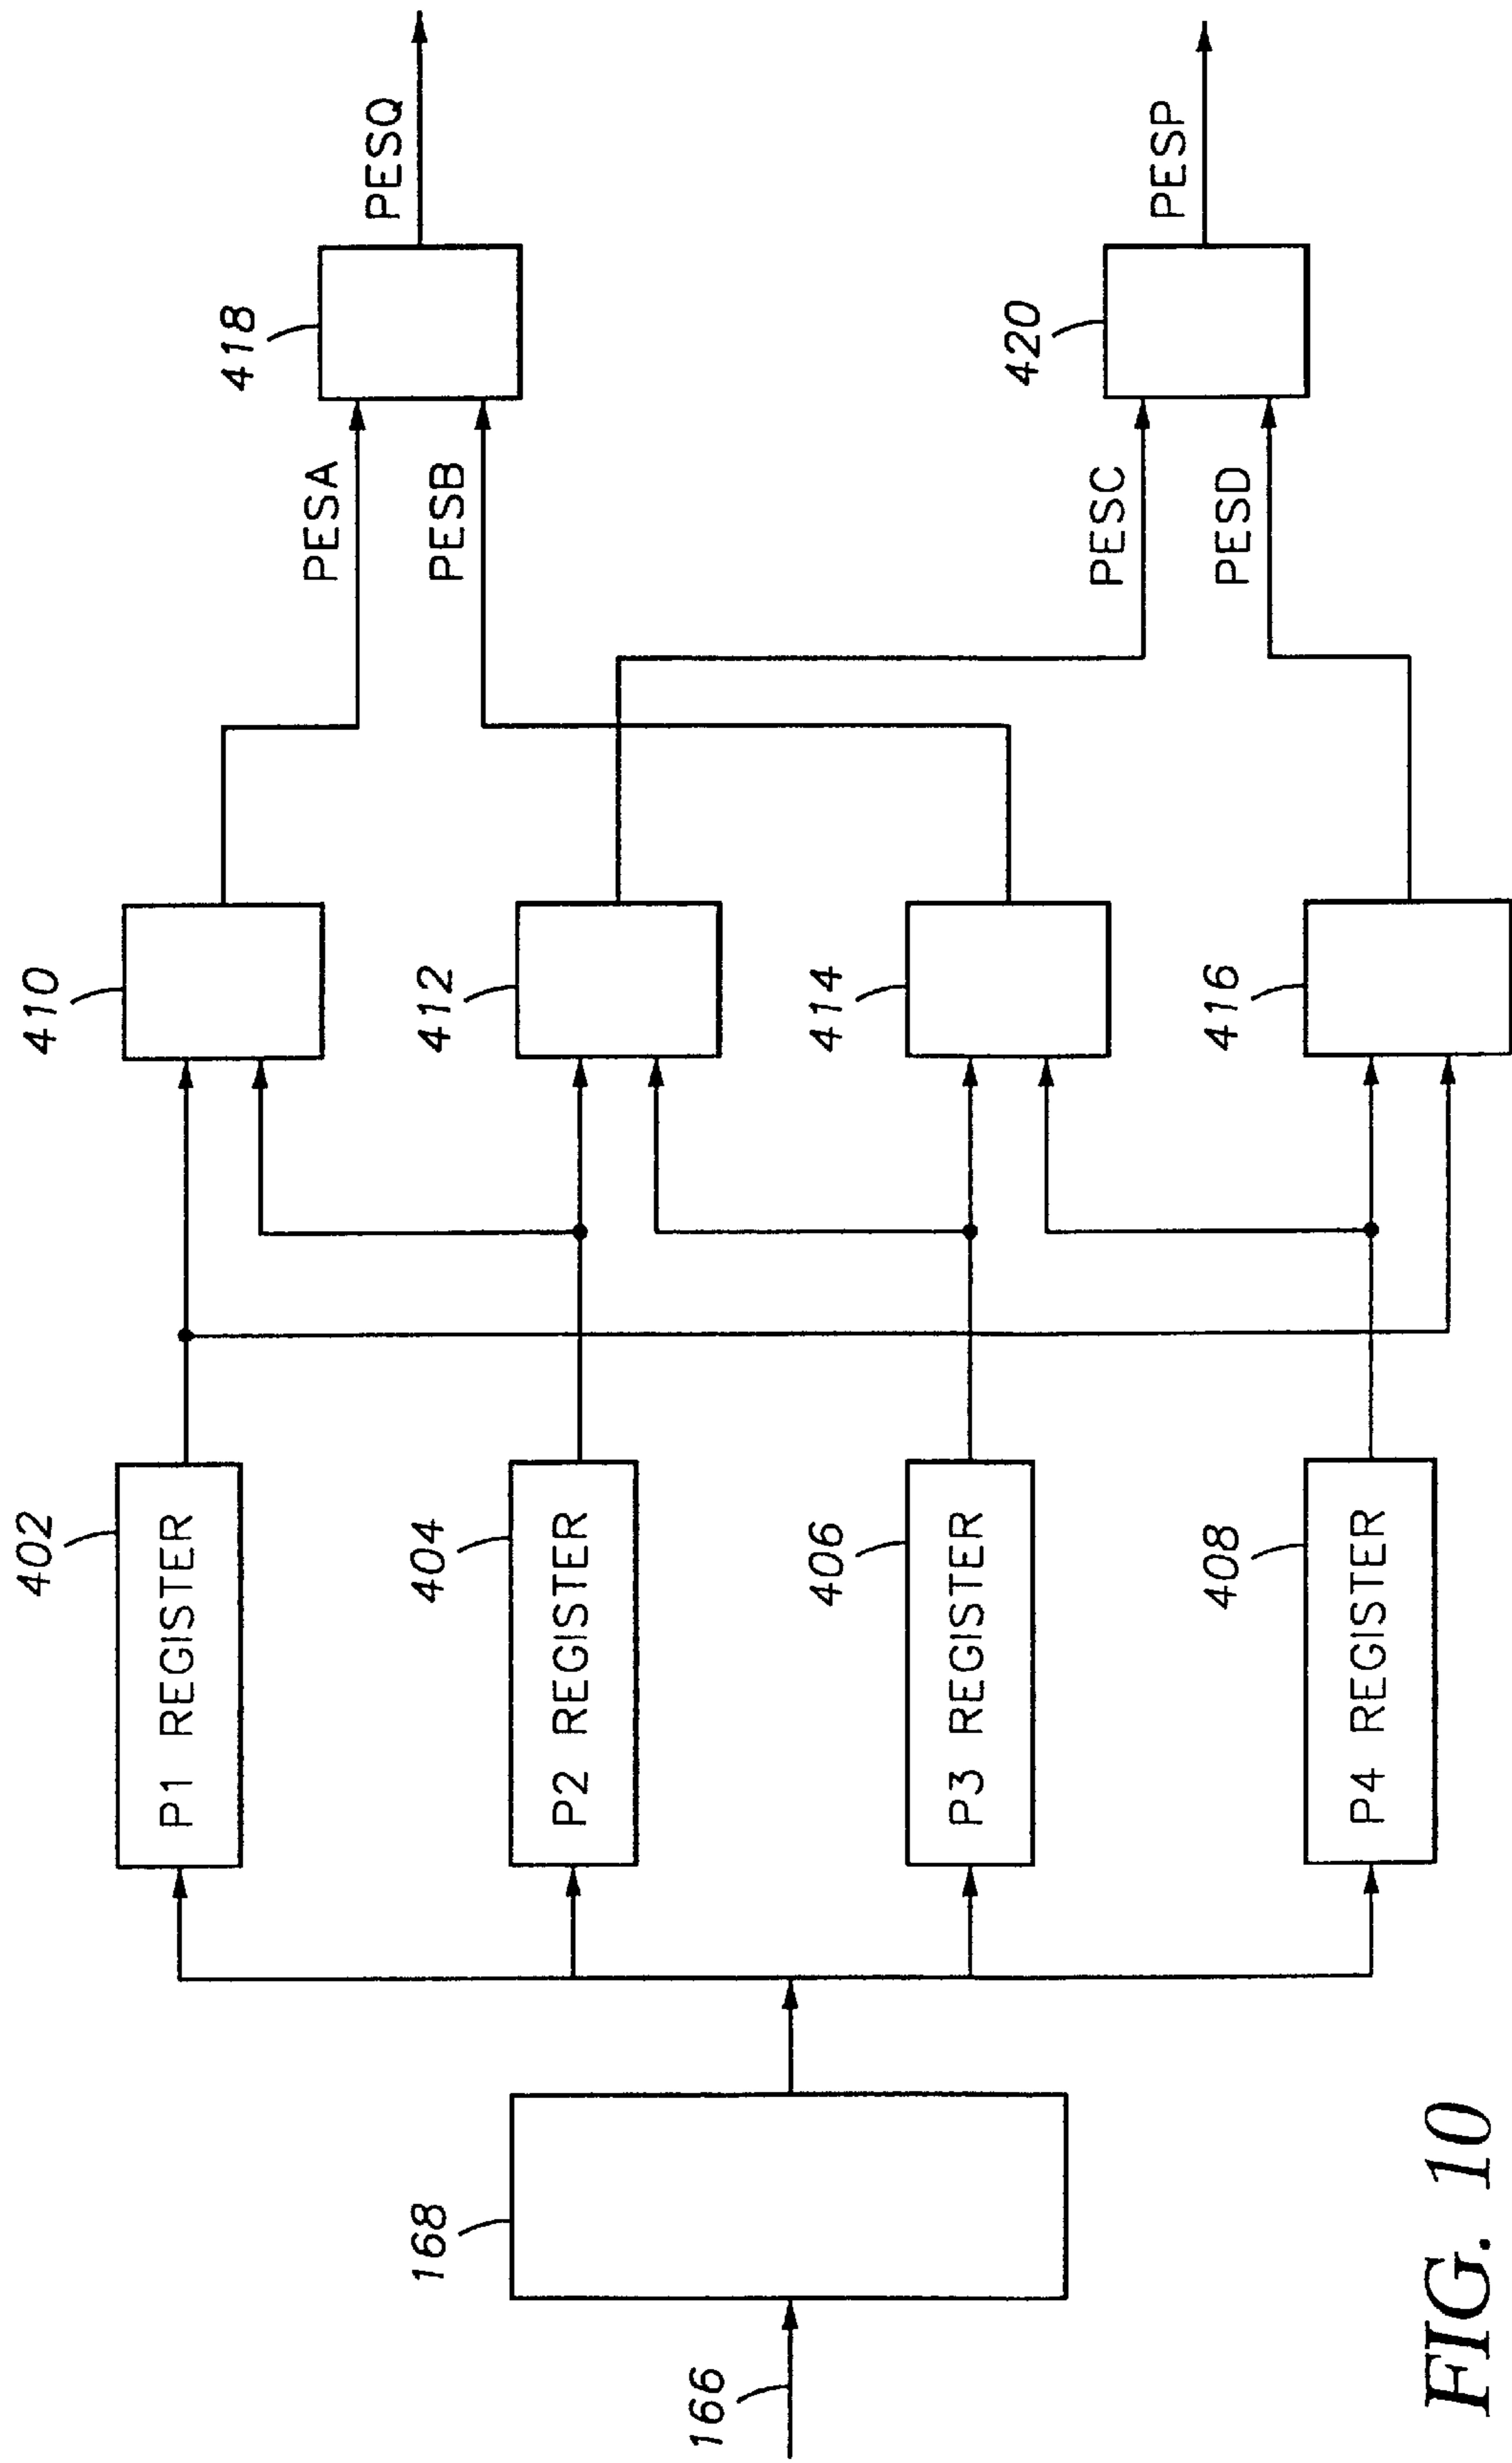 166
168
402
P1 REGISTER
404
P2 REGISTER
406
P3 REGISTER
408
P4 REGISTER
410
412
414
416
PESA
PESB
PESC
PESD
418
420
PESQ
PESP
FIG. 10